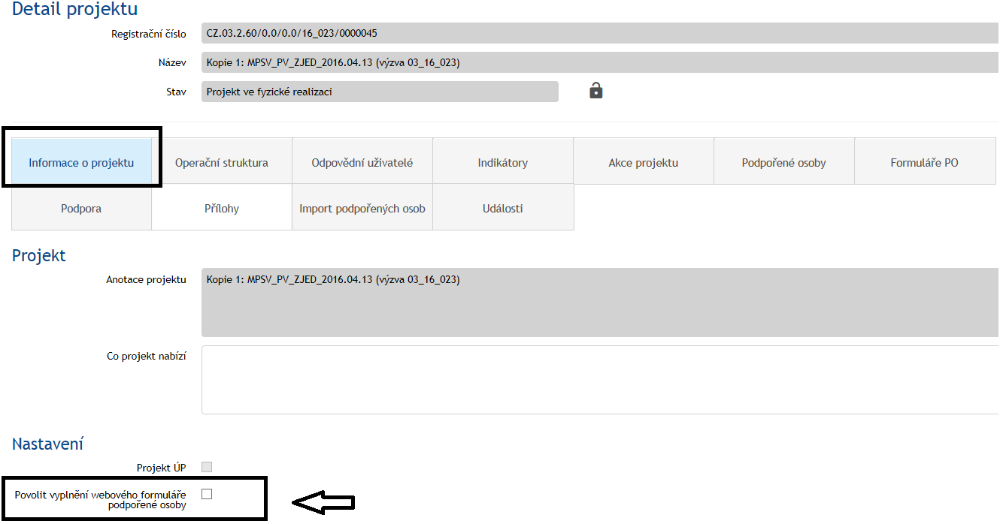 Detail projektu
Registrační číslo CZ.03.2.60/0.0/0.0/16_023/0000045
Název Kopie 1: MPSV_PV_ZJED_2016.04.13 (výzva 03_16_023)
Stav Projekt ve fyzické realizaci
Informace o projektu Operační struktura Odpovědní uživatelé Indikátory Akce projektu Podpořené osoby Formuláře PO
Podpora Přílohy Import podpořených osob Události
Projekt
Anotace projektu Kopie 1: MPSV_PV_ZJED_2016.04.13 (výzva 03_16_023)
Co projekt nabízí
Nastavení
Projekt ÚP
Povolit vyplnění webového formuláře
podpořené osoby